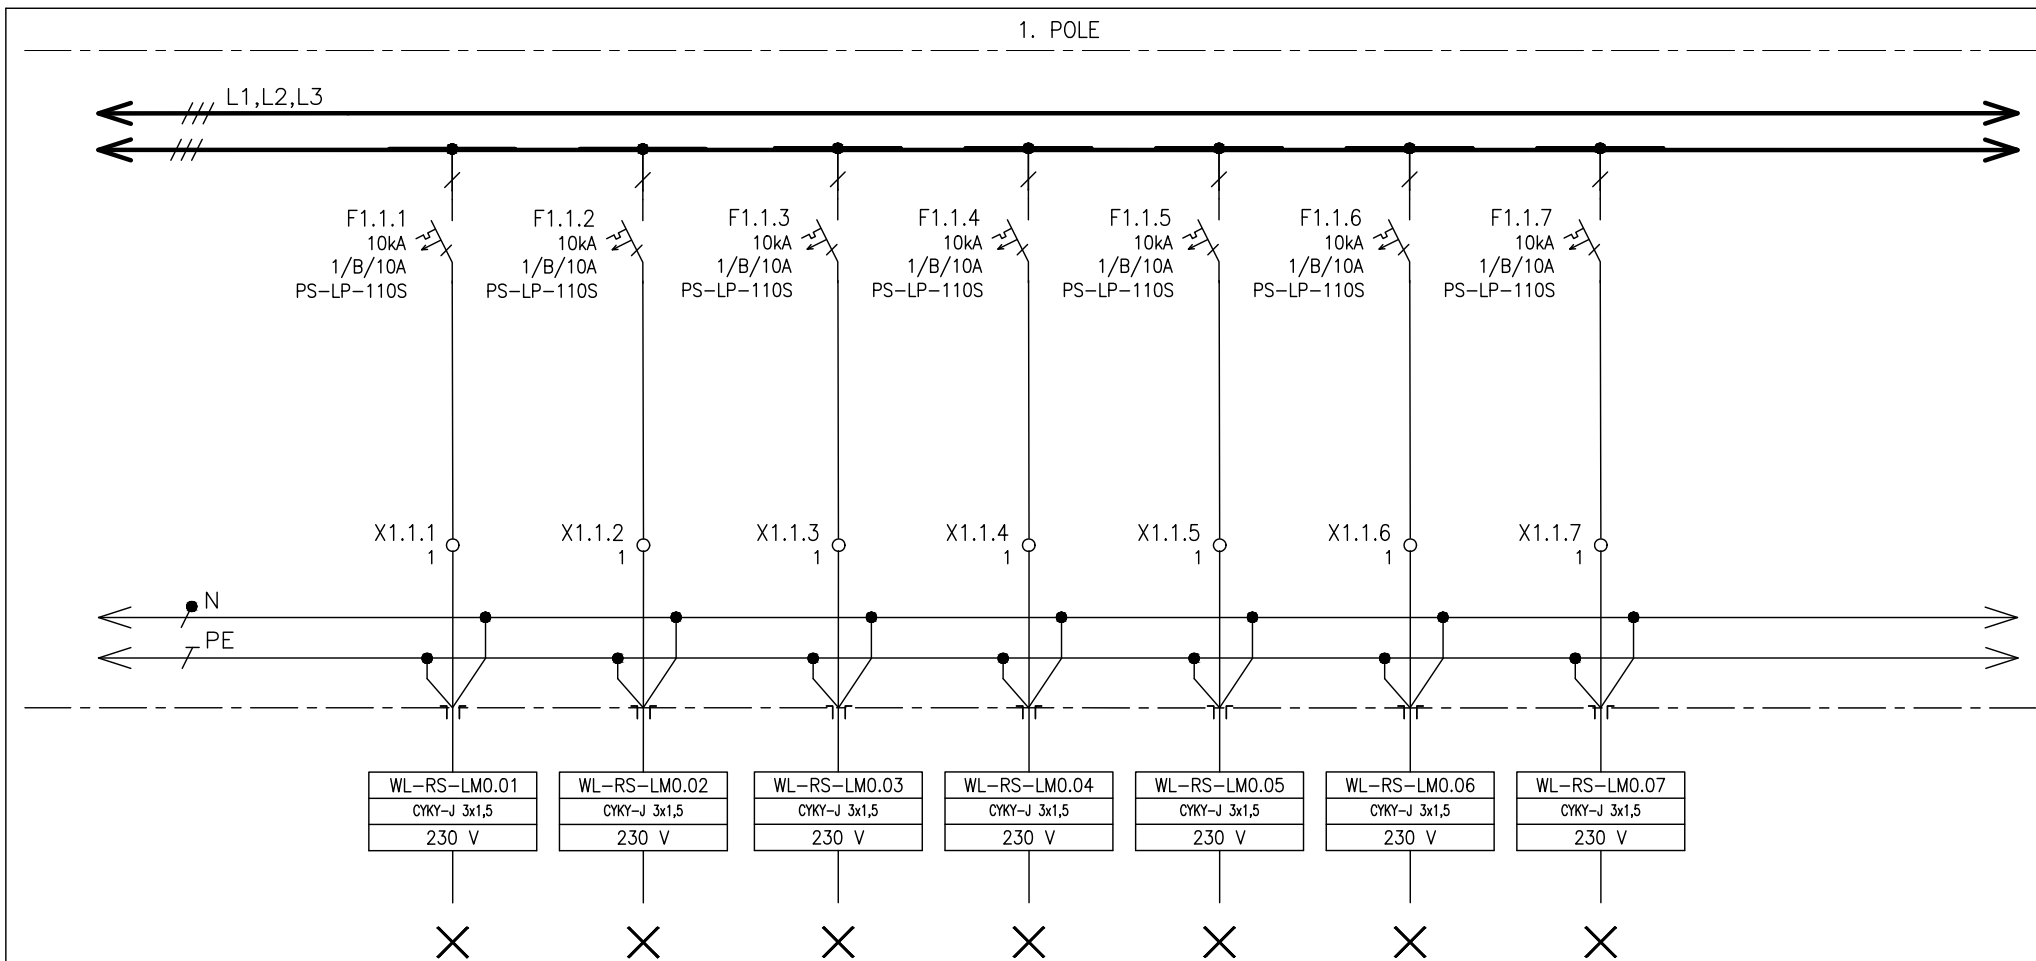 1. POLE
L1,L2,L3
F1.1.1
10kA
1/B/10A
PS-LP-110S
F1.1.2
10kA
1/B/10A
PS-LP-110S
F1.1.3
10kA
1/B/10A
PS-LP-110S
F1.1.4
10kA
1/B/10A
PS-LP-110S
F1.1.5
10kA
1/B/10A
PS-LP-110S
F1.1.6
10kA
1/B/10A
PS-LP-110S
F1.1.7
10kA
1/B/10A
PS-LP-110S
X1.1.1
1
X1.1.2
1
X1.1.3
1
X1.1.4
1
X1.1.5
1
X1.1.6
1
X1.1.7
1
N
PE
WL-RS-LM0.01
CYKY-J 3x1,5
230 V
WL-RS-LM0.02
CYKY-J 3x1,5
230 V
WL-RS-LM0.03
CYKY-J 3x1,5
230 V
WL-RS-LM0.04
CYKY-J 3x1,5
230 V
WL-RS-LM0.05
CYKY-J 3x1,5
230 V
WL-RS-LM0.06
CYKY-J 3x1,5
230 V
WL-RS-LM0.07
CYKY-J 3x1,5
230 V